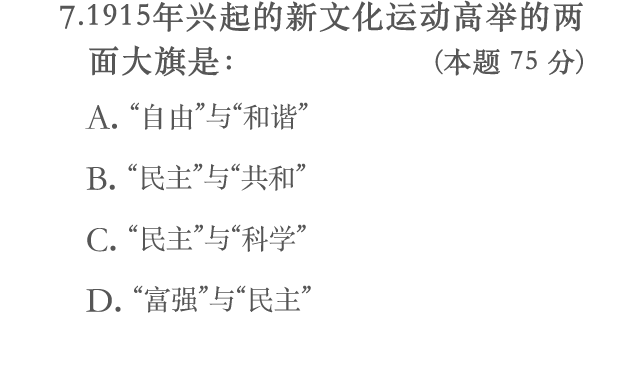 7.1915年兴起的新文化运动高举的两
面大旗是：（本题 75 分）
A. “自由”与“和谐”
B. “民主”与“共和”
C. “民主”与“科学”
D. “富强”与“民主”